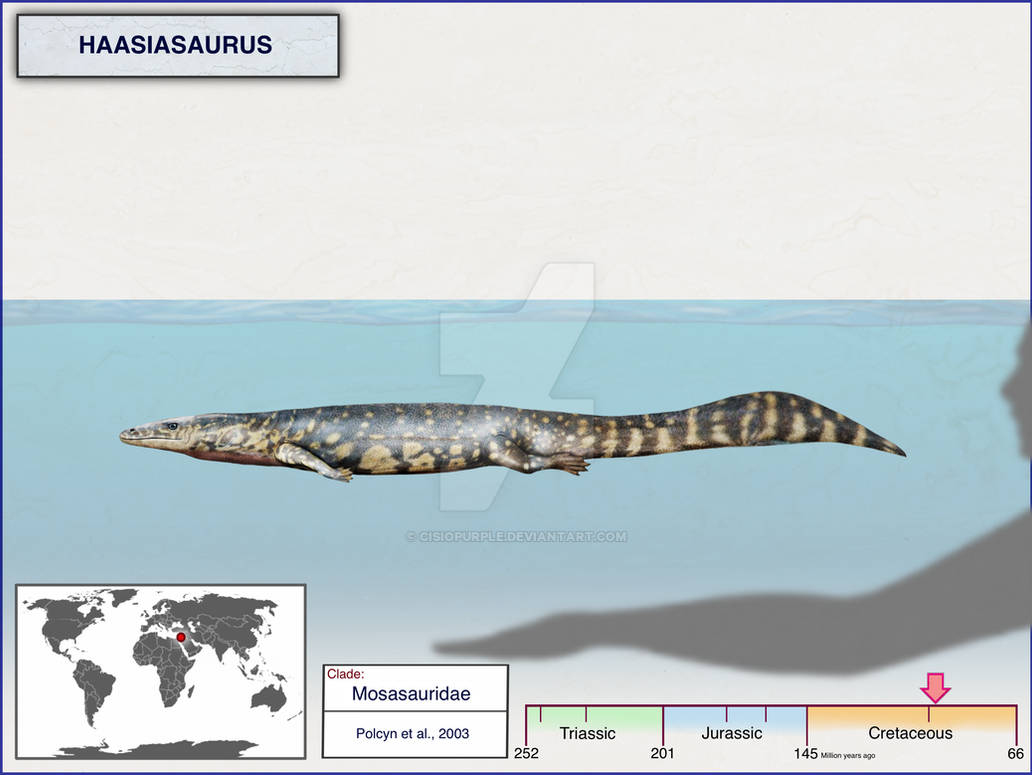 HAASIASAURUS
© CISIOPURPLE.DEVIANTART.COM
Clade:
Mosasauridae
Polcyn et al., 2003
Triassic
Jurassic
Cretaceous
252
201
145 Million years ago
66